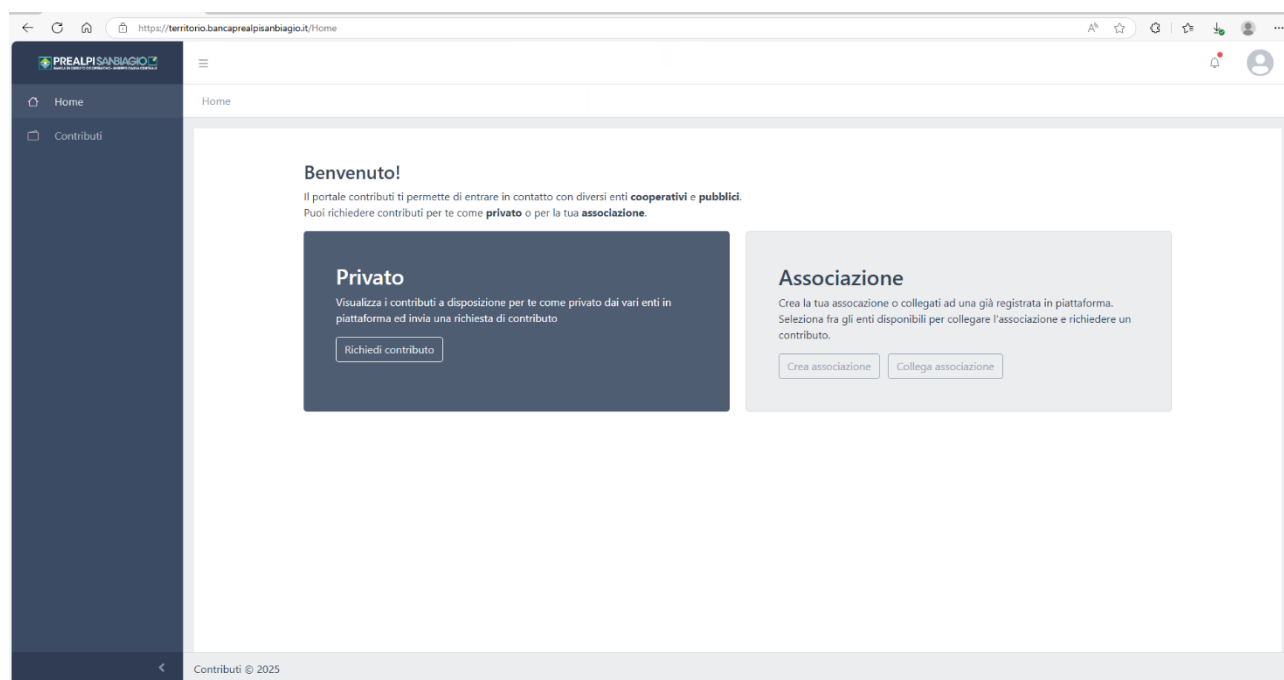 https://territorio.bancaprealpisanbiagio.it/Home
PREALPI SANBIAGIO
Home
Home
Contributi
Benvenuto!
Il portale contributi ti permette di entrare in contatto con diversi enti cooperativi e pubblici.
Puoi richiedere contributi per te come privato o per la tua associazione.
Privato
Visualizza i contributi a disposizione per te come privato dai vari enti in
piattaforma ed invia una richiesta di contributo
Richiedi contributo
Associazione
Crea la tua assocazione o collegati ad una già registrata in piattaforma.
Seleziona fra gli enti disponibili per collegare l'associazione e richiedere un
contributo.
Crea associazione Collega associazione
Contributi © 2025